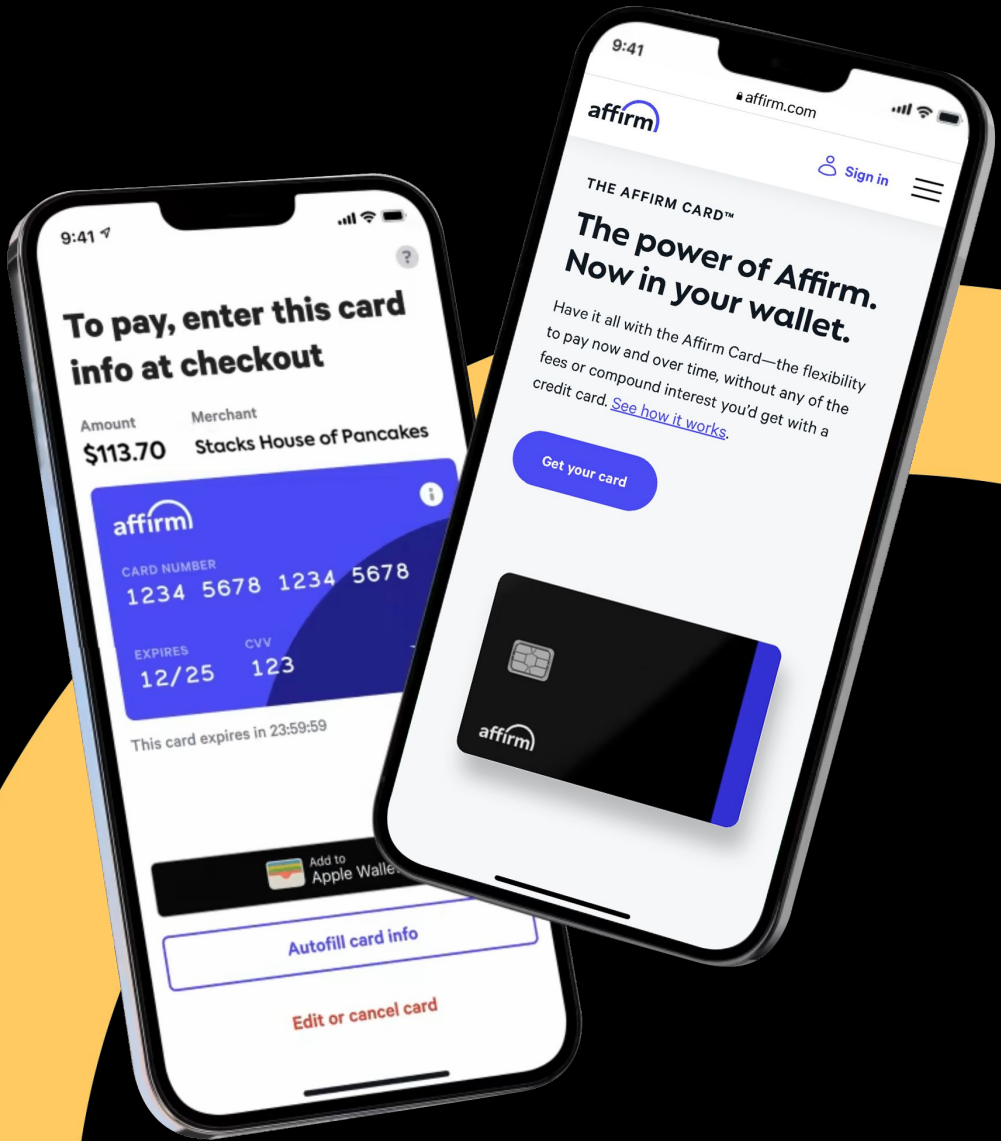 9:41
?
To pay, enter this card
info at checkout
Amount Merchant
$113.70 Stacks House of Pancakes
affirm
i
CARD NUMBER
1234 5678 1234 5678
EXPIRES CVV
12/25 123
This card expires in 23:59:59
Add to
Apple Walle
Autofill card info
Edit or cancel card
9:41
affirm.com
affirm
Sign in
THE AFFIRM CARD™
The power of Affirm.
Now in your wallet.
Have it all with the Affirm Card—the flexibility
to pay now and over time, without any of the
fees or compound interest you'd get with a
credit card. See how it works.
Get your card
affirm